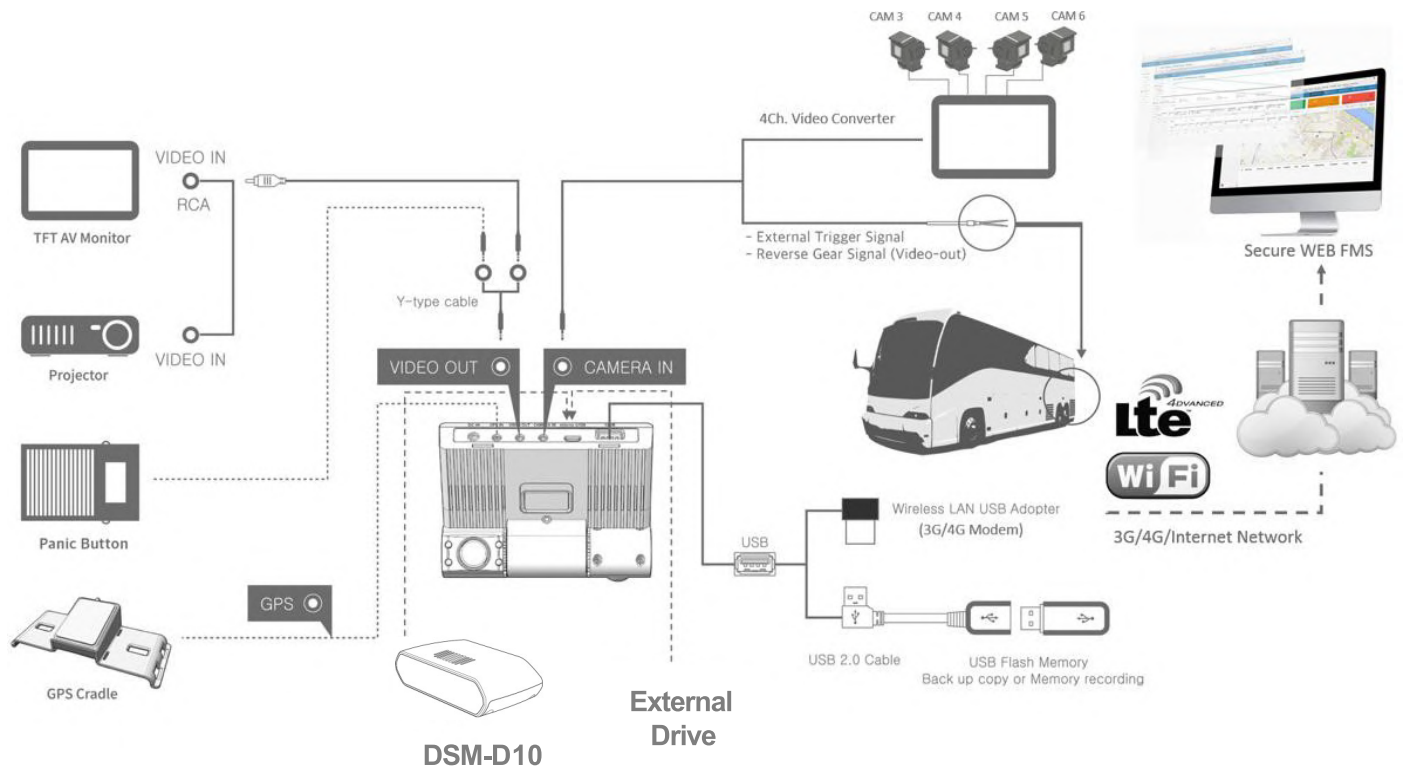 CAM 3
CAM 4
CAM 5
CAM 6
4Ch. Video Converter
VIDEO IN
RCA
TFT AV Monitor
- External Trigger Signal
- Reverse Gear Signal (Video-out)
Secure WEB FMS
Y-type cable
VIDEO IN
Projector
VIDEO OUT
CAMERA IN
4DVANCED
Lte
Wi Fi
Wireless LAN USB Adopter
(3G/4G Modem)
3G/4G/Internet Network
USB
Panic Button
GPS
USB 2.0 Cable
USB Flash Memory
Back up copy or Memory recording
GPS Cradle
External
Drive
DSM-D10